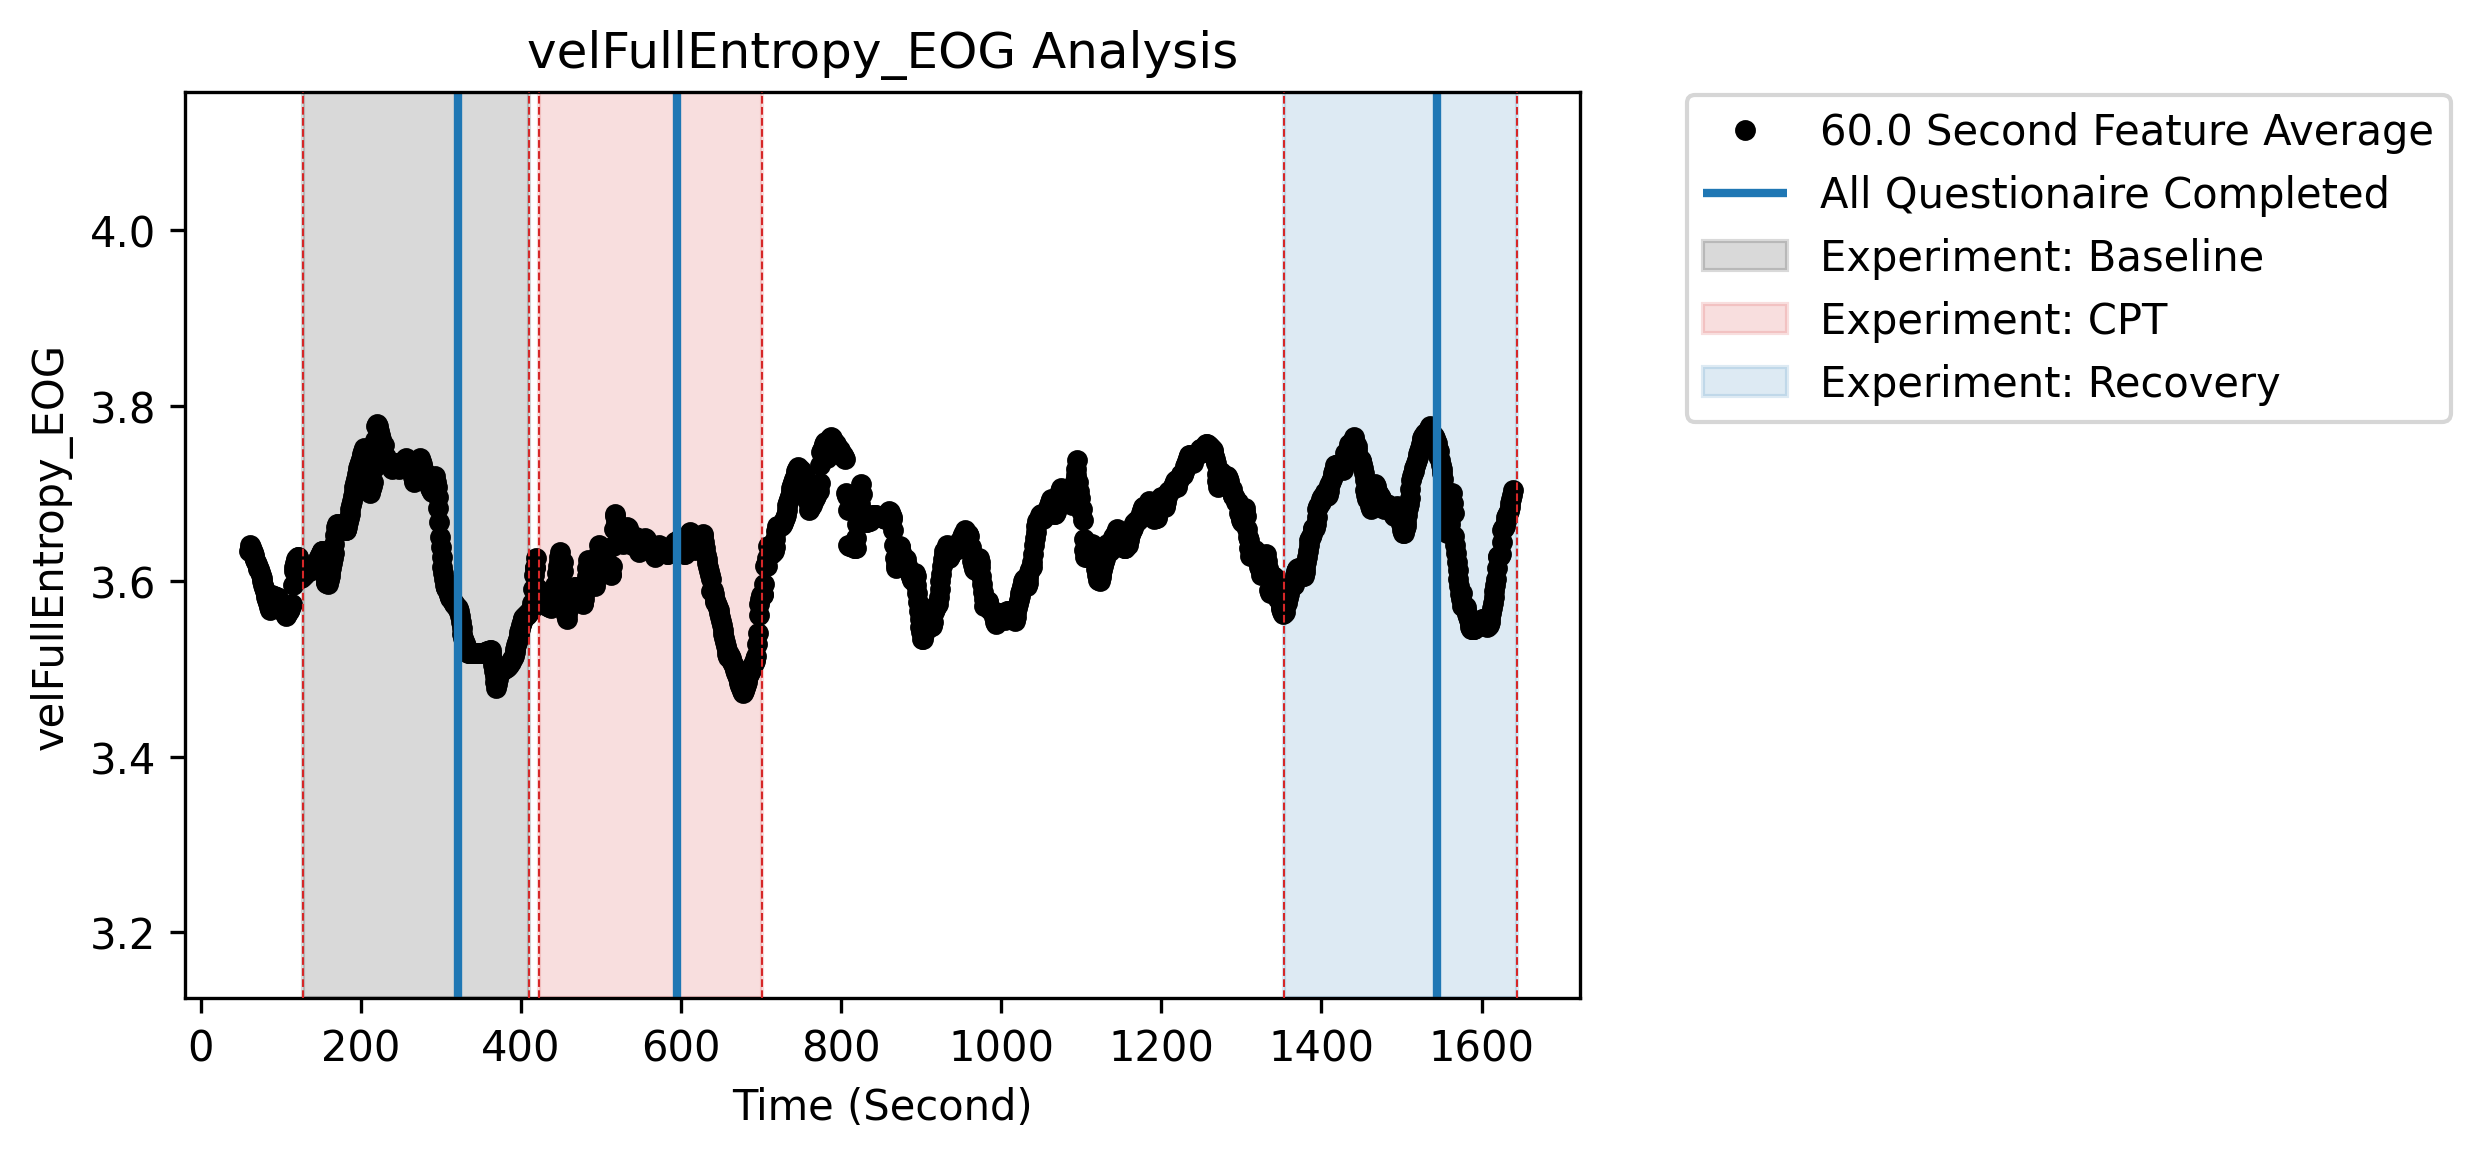 velFullEntropy_EOG Analysis
60.0 Second Feature Average
All Questionaire Completed
Experiment: Baseline
Experiment: CPT
Experiment: Recovery
velFullEntropy_EOG
4.0
3.8
3.6
3.4
3.2
0 200 400 600 800 1000 1200 1400 1600
Time (Second)